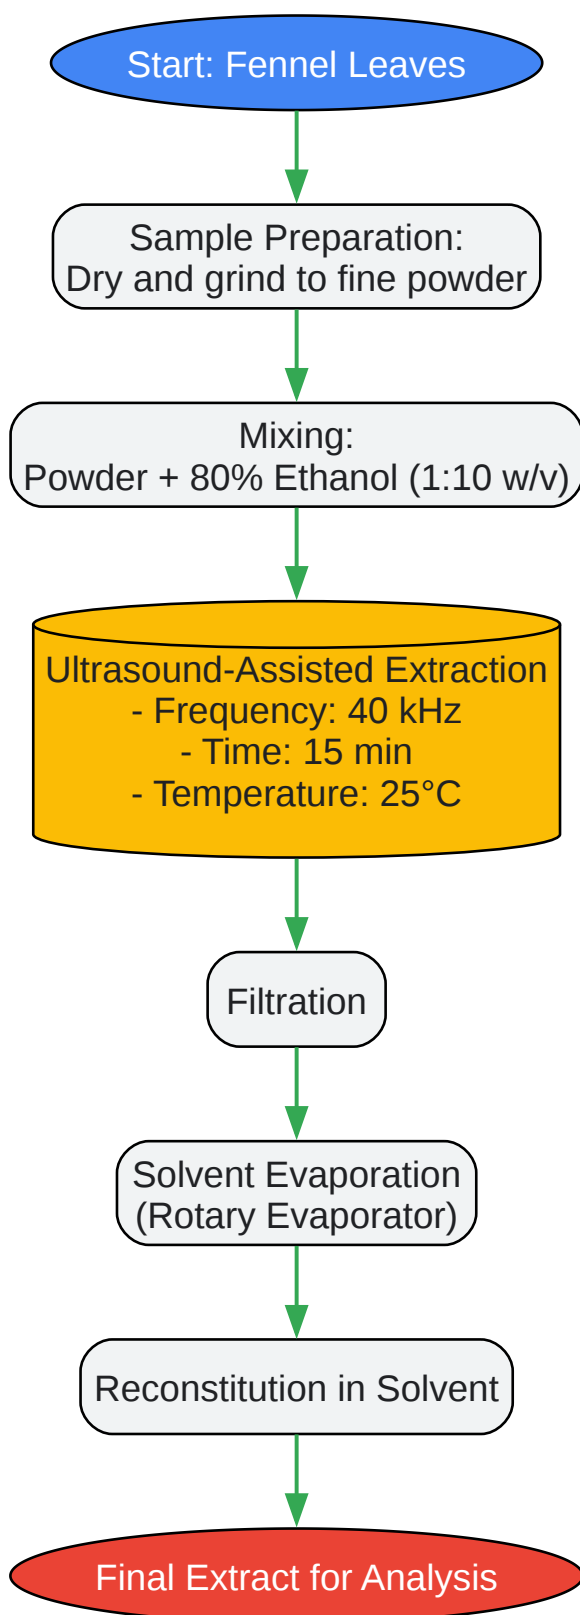 Start: Fennel Leaves
Sample Preparation:
Dry and grind to fine powder
Mixing:
Powder + 80% Ethanol (1:10 w/v)
Ultrasound-Assisted Extraction
- Frequency: 40 kHz
- Time: 15 min
- Temperature: 25°C
Filtration
Solvent Evaporation
(Rotary Evaporator)
Reconstitution in Solvent
Final Extract for Analysis